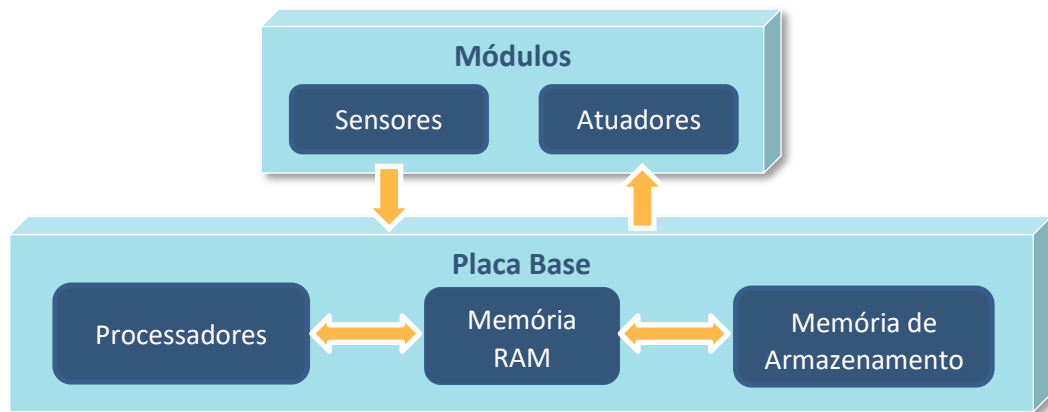 Módulos
Sensores
Atuadores
Placa Base
Processadores
Memória
RAM
Memória de
Armazenamento